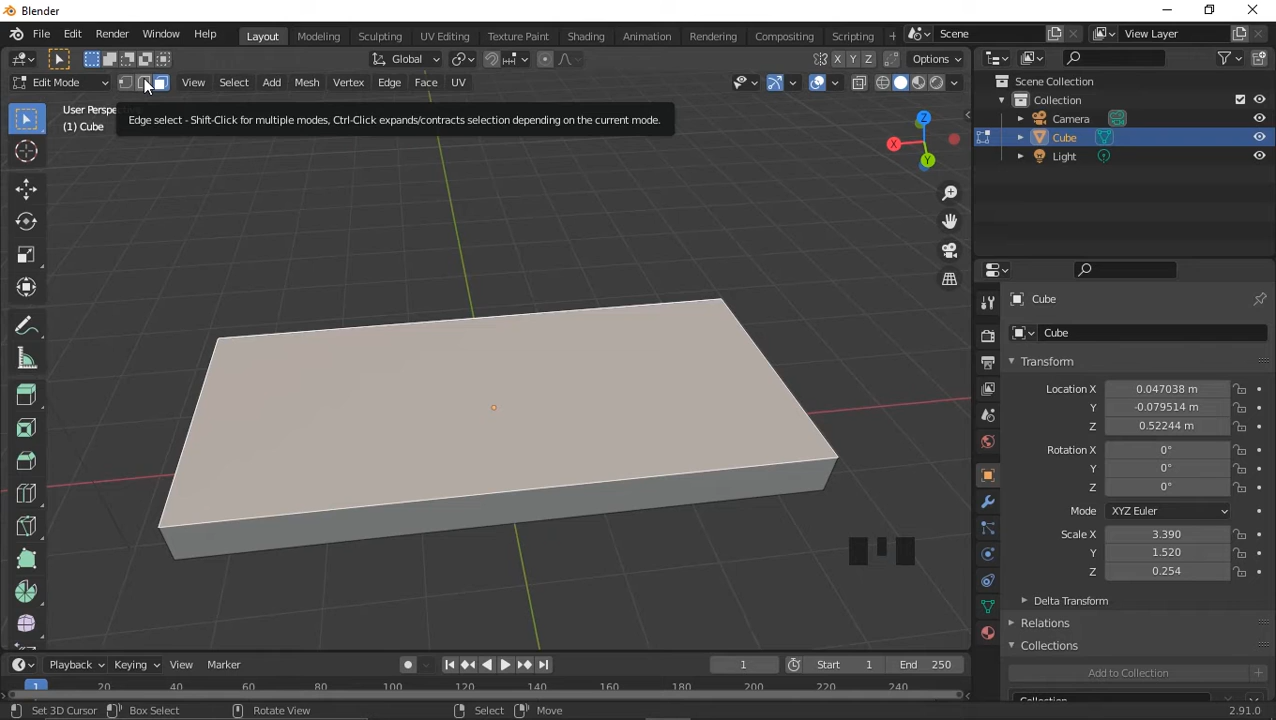 Blender
File Edit Render Window Help Layout Modeling Sculpting UV Editing Texture Paint Shading Animation Rendering Compositing Scripting Scene View Layer
Global X Y Z Options
Edit Mode View Select Add Mesh Vertex Edge Face UV
User Perspe
(1) Cube
Edge select - Shift-Click for multiple modes, Ctrl-Click expands/contracts selection depending on the current mode.
Z
X
Y
Scene Collection
Collection
Camera
Cube
Light
Cube
Cube
Transform
Location X 0.047038 m
Y -0.079514 m
Z 0.52244 m
Rotation X 0°
Y 0°
Z 0°
Mode XYZ Euler
Scale X 3.390
Y 1.520
Z 0.254
Delta Transform
Relations
Collections
Add to Collection
Playback Keying View Marker 1 Start 1 End 250
1 20 40 60 80 100 120 140 160 180 200 220 240
Set 3D Cursor Box Select Rotate View Select Move 2.91.0